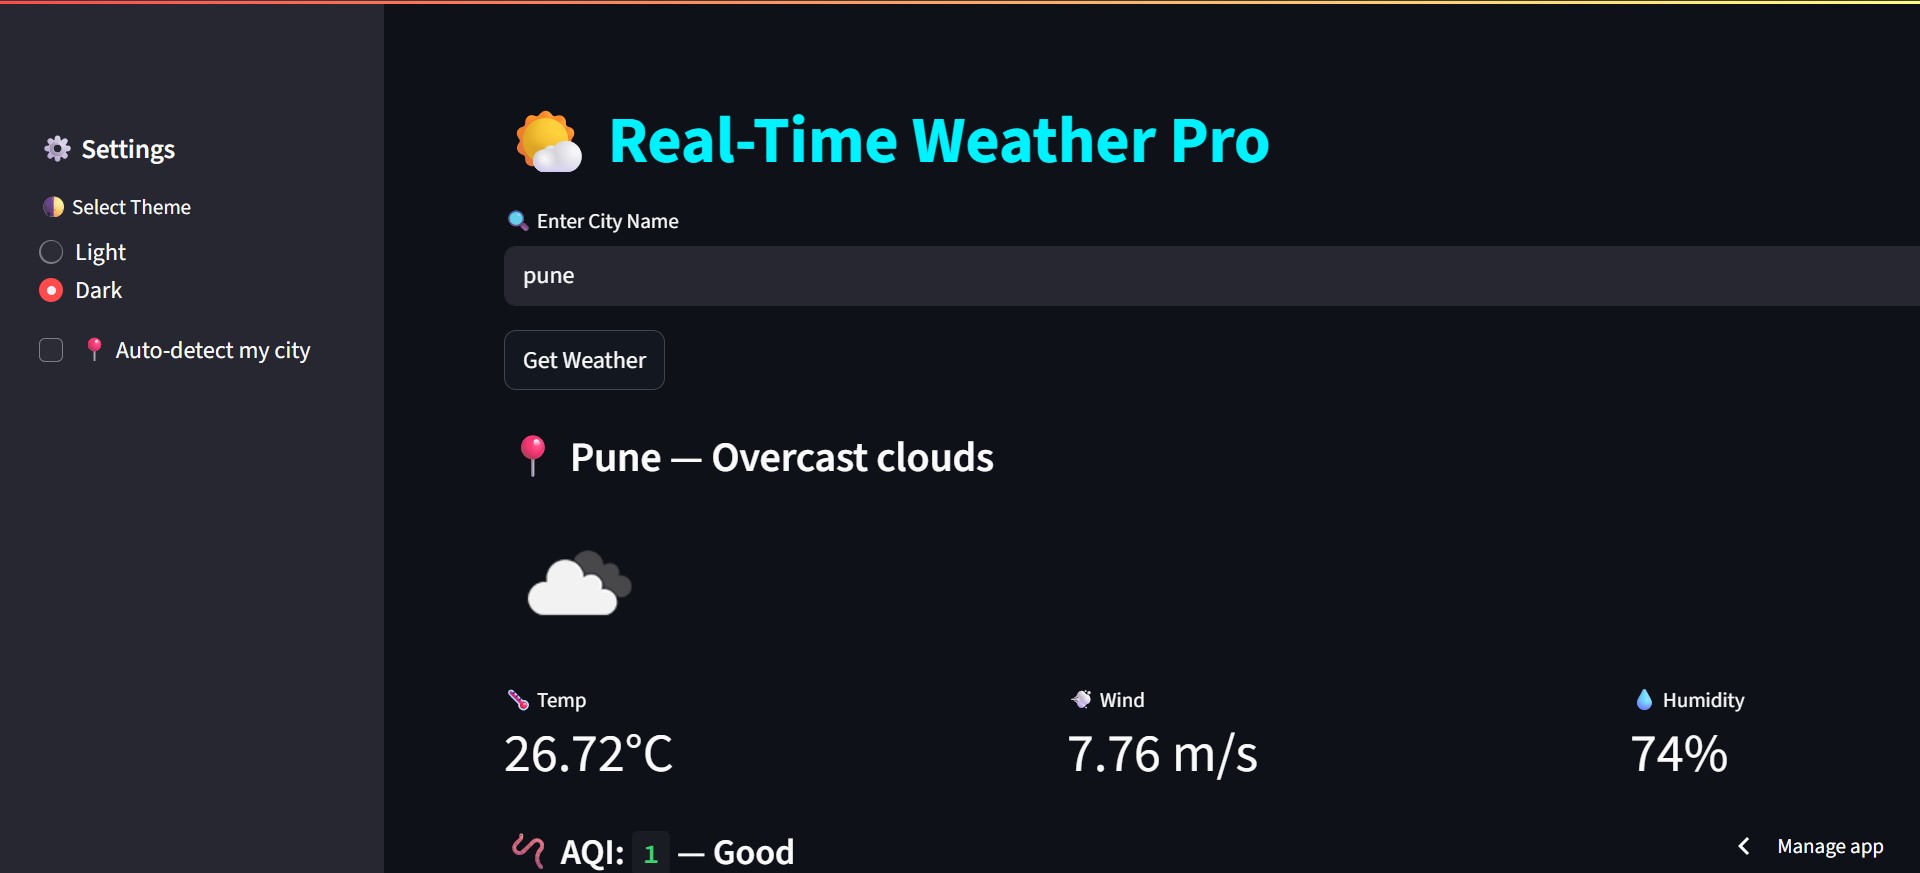 Settings
Select Theme
Light
Dark
Auto-detect my city
Real-Time Weather Pro
Enter City Name
pune
Get Weather
Pune — Overcast clouds
Temp
26.72°C
Wind
7.76 m/s
Humidity
74%
AQI: 1 — Good
Manage app